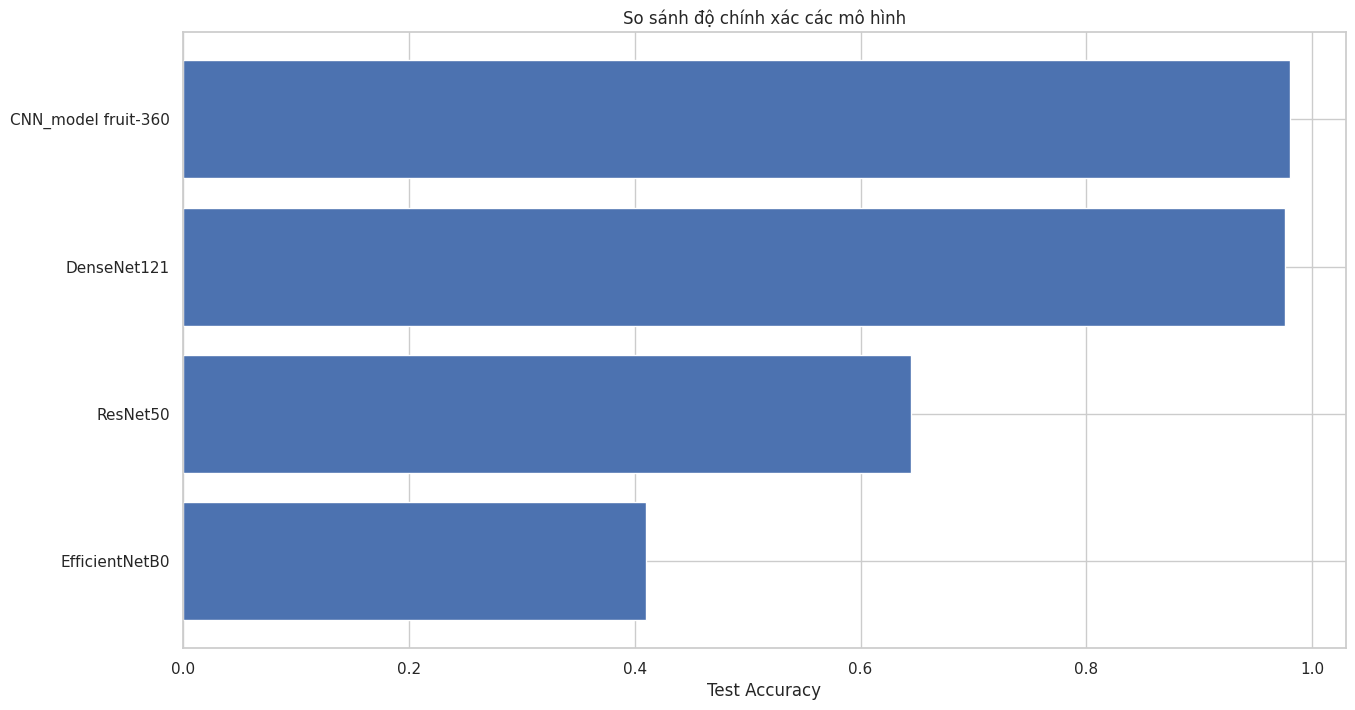 So sánh độ chính xác các mô hình
CNN_model fruit-360
DenseNet121
ResNet50
EfficientNetB0
0.0 0.2 0.4 0.6 0.8 1.0
Test Accuracy